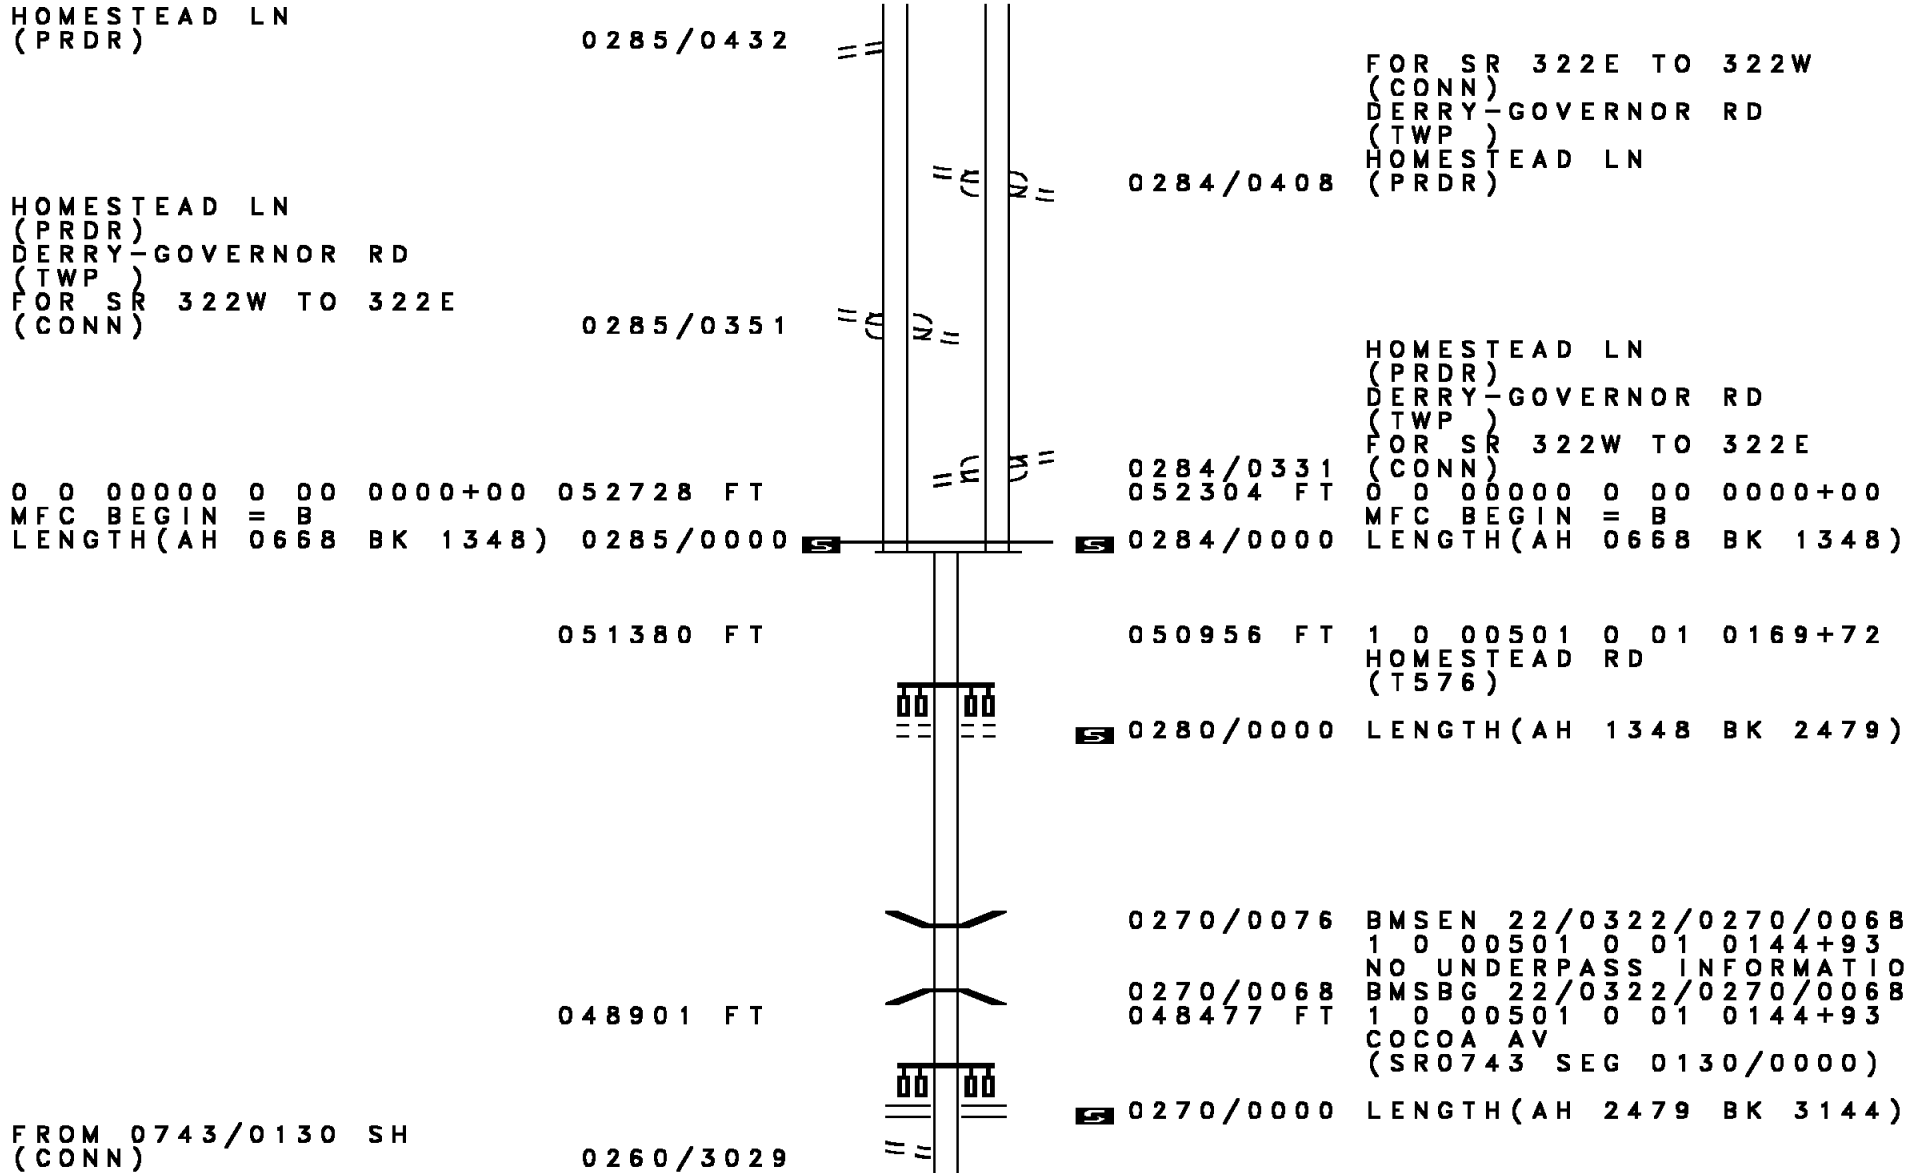 HOMESTEAD LN
(PRDR) 0285/0432
FOR SR 322E TO 322W
(CONN)
DERRY-GOVERNOR RD
(TWP )
HOMESTEAD LN
0284/0408 (PRDR)
HOMESTEAD LN
(PRDR)
DERRY-GOVERNOR RD
(TWP )
FOR SR 322W TO 322E
(CONN) 0285/0351
HOMESTEAD LN
(PRDR)
DERRY-GOVERNOR RD
(TWP )
FOR SR 322W TO 322E
0284/0331 (CONN)
0 0 00000 0 00 0000+00 052728 FT 052304 FT 0 0 00000 0 00 0000+00
MFC BEGIN = B MFC BEGIN = B
LENGTH(AH 0668 BK 1348) 0285/0000 S S 0284/0000 LENGTH(AH 0668 BK 1348)
051380 FT 050956 FT 1 0 00501 0 01 0169+72
HOMESTEAD RD
(T576)
S 0280/0000 LENGTH(AH 1348 BK 2479)
0270/0076 BMSEN 22/0322/0270/0068
1 0 00501 0 01 0144+93
NO UNDERPASS INFORMATIO
0270/0068 BMSBG 22/0322/0270/0068
048901 FT 048477 FT 1 0 00501 0 01 0144+93
COCOA AV
(SR0743 SEG 0130/0000)
S 0270/0000 LENGTH(AH 2479 BK 3144)
FROM 0743/0130 SH
(CONN) 0260/3029